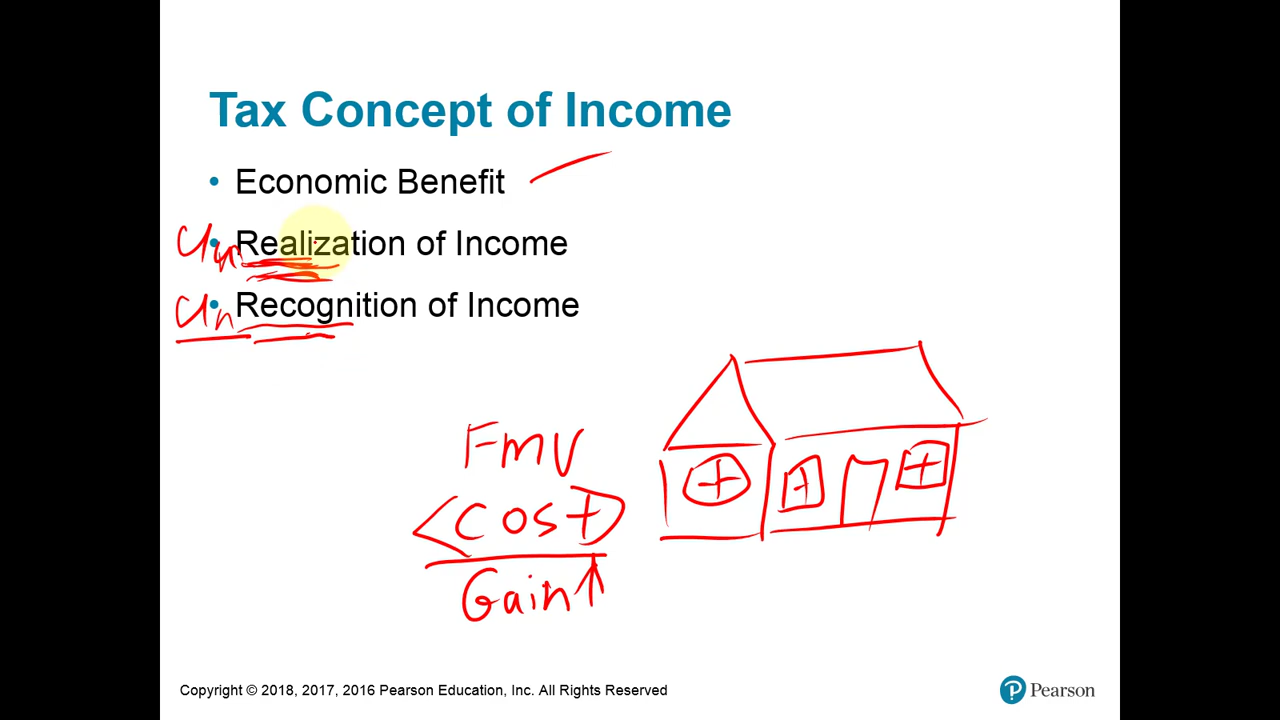 Tax Concept of Income
• Economic Benefit
Un • Realization of Income
Un • Recognition of Income
FMV
<Cost>
Gain↑
Copyright © 2018, 2017, 2016 Pearson Education, Inc. All Rights Reserved
P Pearson